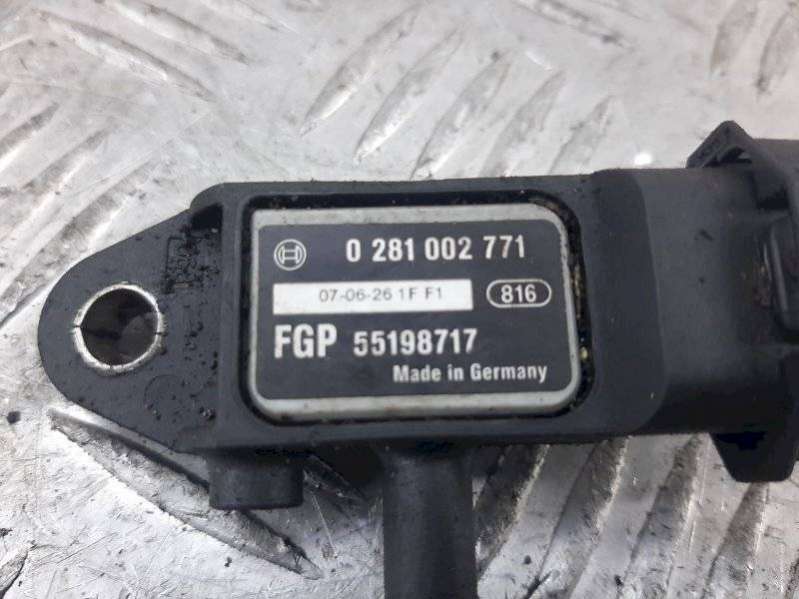 0 281 002 771
07-06-26 1F F1 816
FGP 55198717
Made in Germany